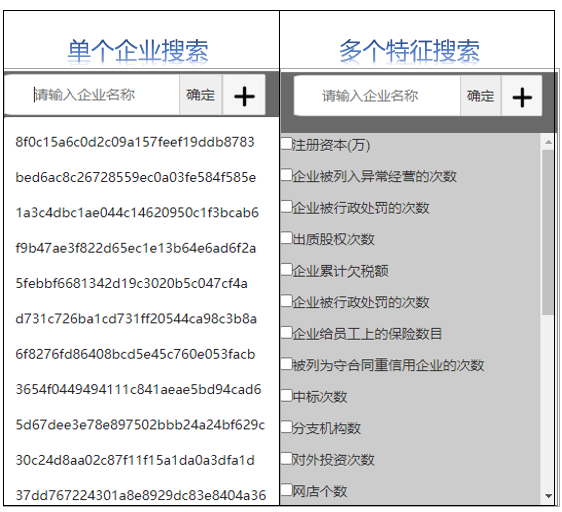 单个企业搜索
请输入企业名称 确定
8f0c15a6c0d2c09a157feef19ddb8783
bed6ac8c26728559ec0a03fe584f585e
1a3c4dbc1ae044c14620950c1f3bcab6
f9b47ae3f822d65ec1e13b64e6ad6f2a
5febbf6681342d19c3020b5c047cf4a
d731c726ba1cd731ff20544ca98c3b8a
6f8276fd86408bcd5e45c760e053facb
3654f0449494111c841aeae5bd94cad6
5d67dee3e78e897502bbb24a24bf629c
30c24d8aa02c87f11f15a1da0a3dfa1d
37dd767224301a8e8929dc83e8404a36
多个特征搜索
请输入企业名称 确定
注册资本(万)
企业被列入异常经营的次数
企业被行政处罚的次数
出质股权次数
企业累计欠税额
企业被行政处罚的次数
企业给员工上的保险数目
被列为守合同重信用企业的次数
中标次数
分支机构数
对外投资次数
网店个数